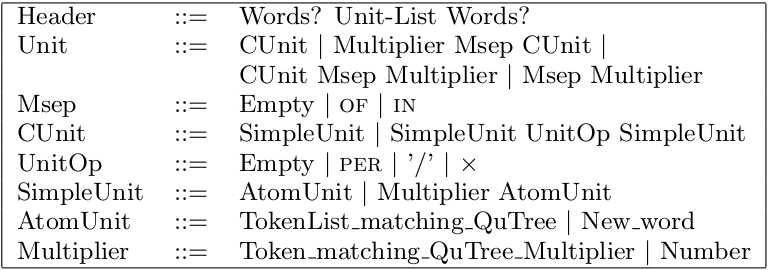 Header ::= Words? Unit-List Words?
Unit ::= CUnit | Multiplier Msep CUnit |
CUnit Msep Multiplier | Msep Multiplier
Msep ::= Empty | OF | IN
CUnit ::= SimpleUnit | SimpleUnit UnitOp SimpleUnit
UnitOp ::= Empty | PER | '/' | ×
SimpleUnit ::= AtomUnit | Multiplier AtomUnit
AtomUnit ::= TokenList_matching_QuTree | New_word
Multiplier ::= Token_matching_QuTree_Multiplier | Number